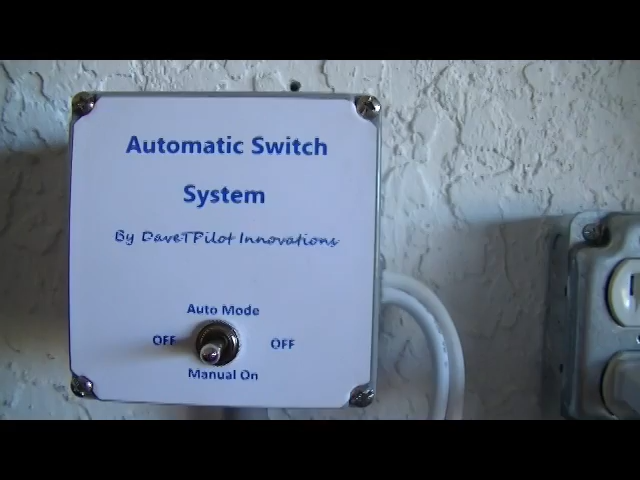 Automatic Switch
System
By DaveTPilot Innovations
Auto Mode
OFF OFF
Manual On